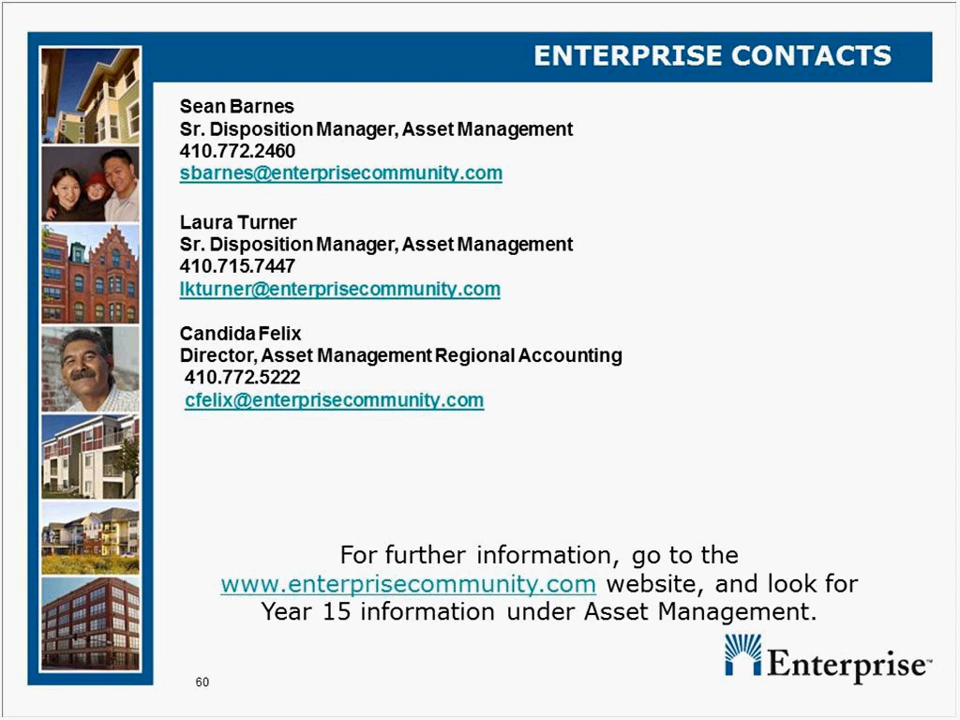 ENTERPRISE CONTACTS
Sean Barnes
Sr. Disposition Manager, Asset Management
410.772.2460
sbarnes@enterprisecommunity.com
Laura Turner
Sr. Disposition Manager, Asset Management
410.715.7447
lkturner@enterprisecommunity.com
Candida Felix
Director, Asset Management Regional Accounting
410.772.5222
cfelix@enterprisecommunity.com
For further information, go to the
www.enterprisecommunity.com website, and look for
Year 15 information under Asset Management.
Enterprise™
60